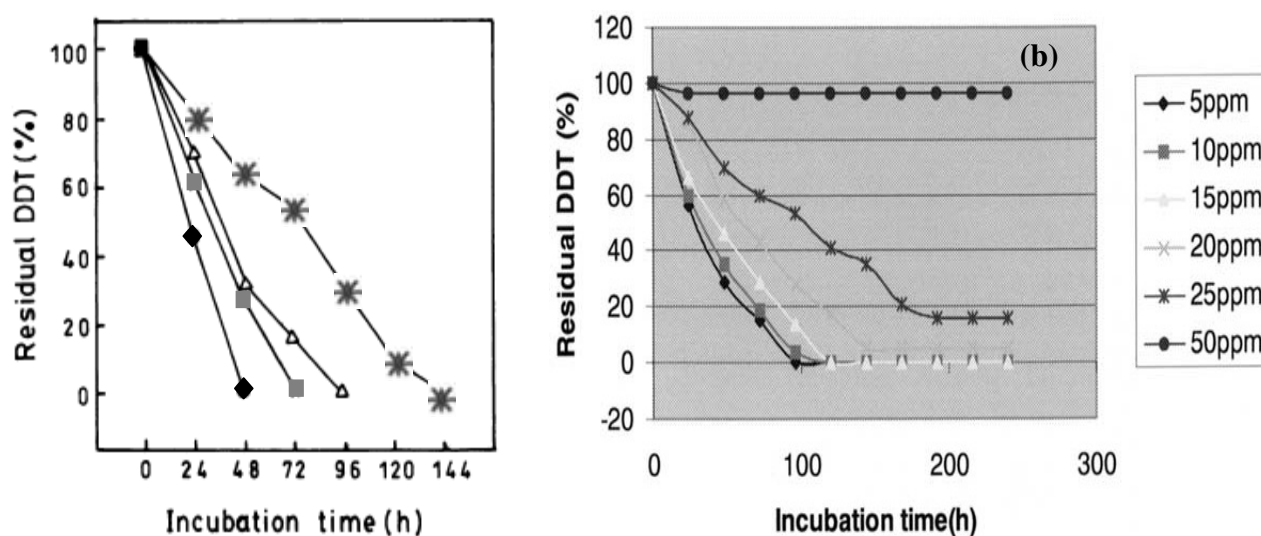 Residual DDT (%)
100
80
60
40
20
0
0 24 48 72 96 120 144
Incubation time (h)
(b)
Residual DDT (%)
120
100
80
60
40
20
0
-20
0 100 200 300
Incubation time(h)
5ppm
10ppm
15ppm
20ppm
25ppm
50ppm